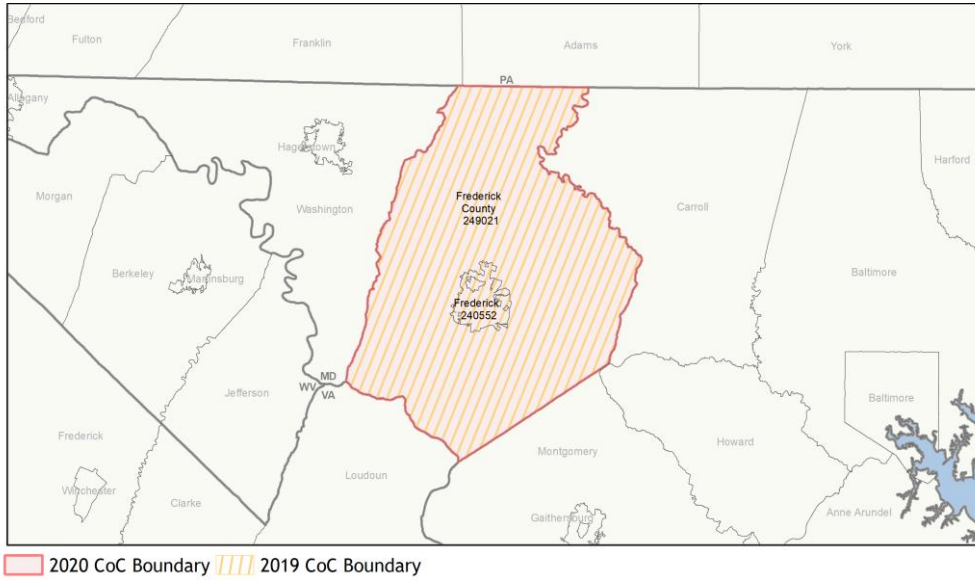 Bedford
Fulton
Franklin
Adams
York
PA
Allegany
Hagerstown
Harford
Morgan
Frederick
County
249021
Washington
Carroll
Berkeley
Martinsburg
Baltimore
Frederick
240552
MD
WV
VA
Jefferson
Baltimore
Frederick
Howard
Montgomery
Loudoun
Winchester
Clarke
Gaithersburg
Anne Arundel
2020 CoC Boundary
2019 CoC Boundary